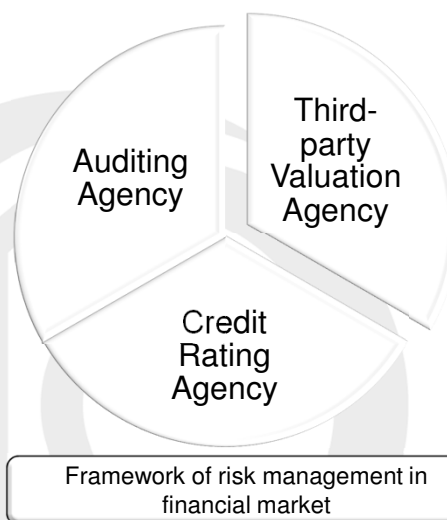 Auditing
Agency
Third-
party
Valuation
Agency
Credit
Rating
Agency
Framework of risk management in
financial market